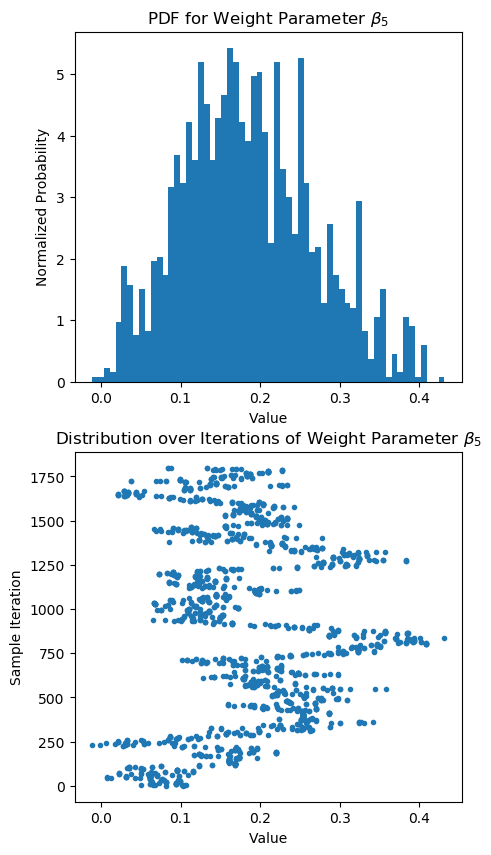 PDF for Weight Parameter β₅
Normalized Probability
5
4
3
2
1
0
0.0 0.1 0.2 0.3 0.4
Value
Distribution over Iterations of Weight Parameter β₅
Sample Iteration
1750
1500
1250
1000
750
500
250
0
0.0 0.1 0.2 0.3 0.4
Value